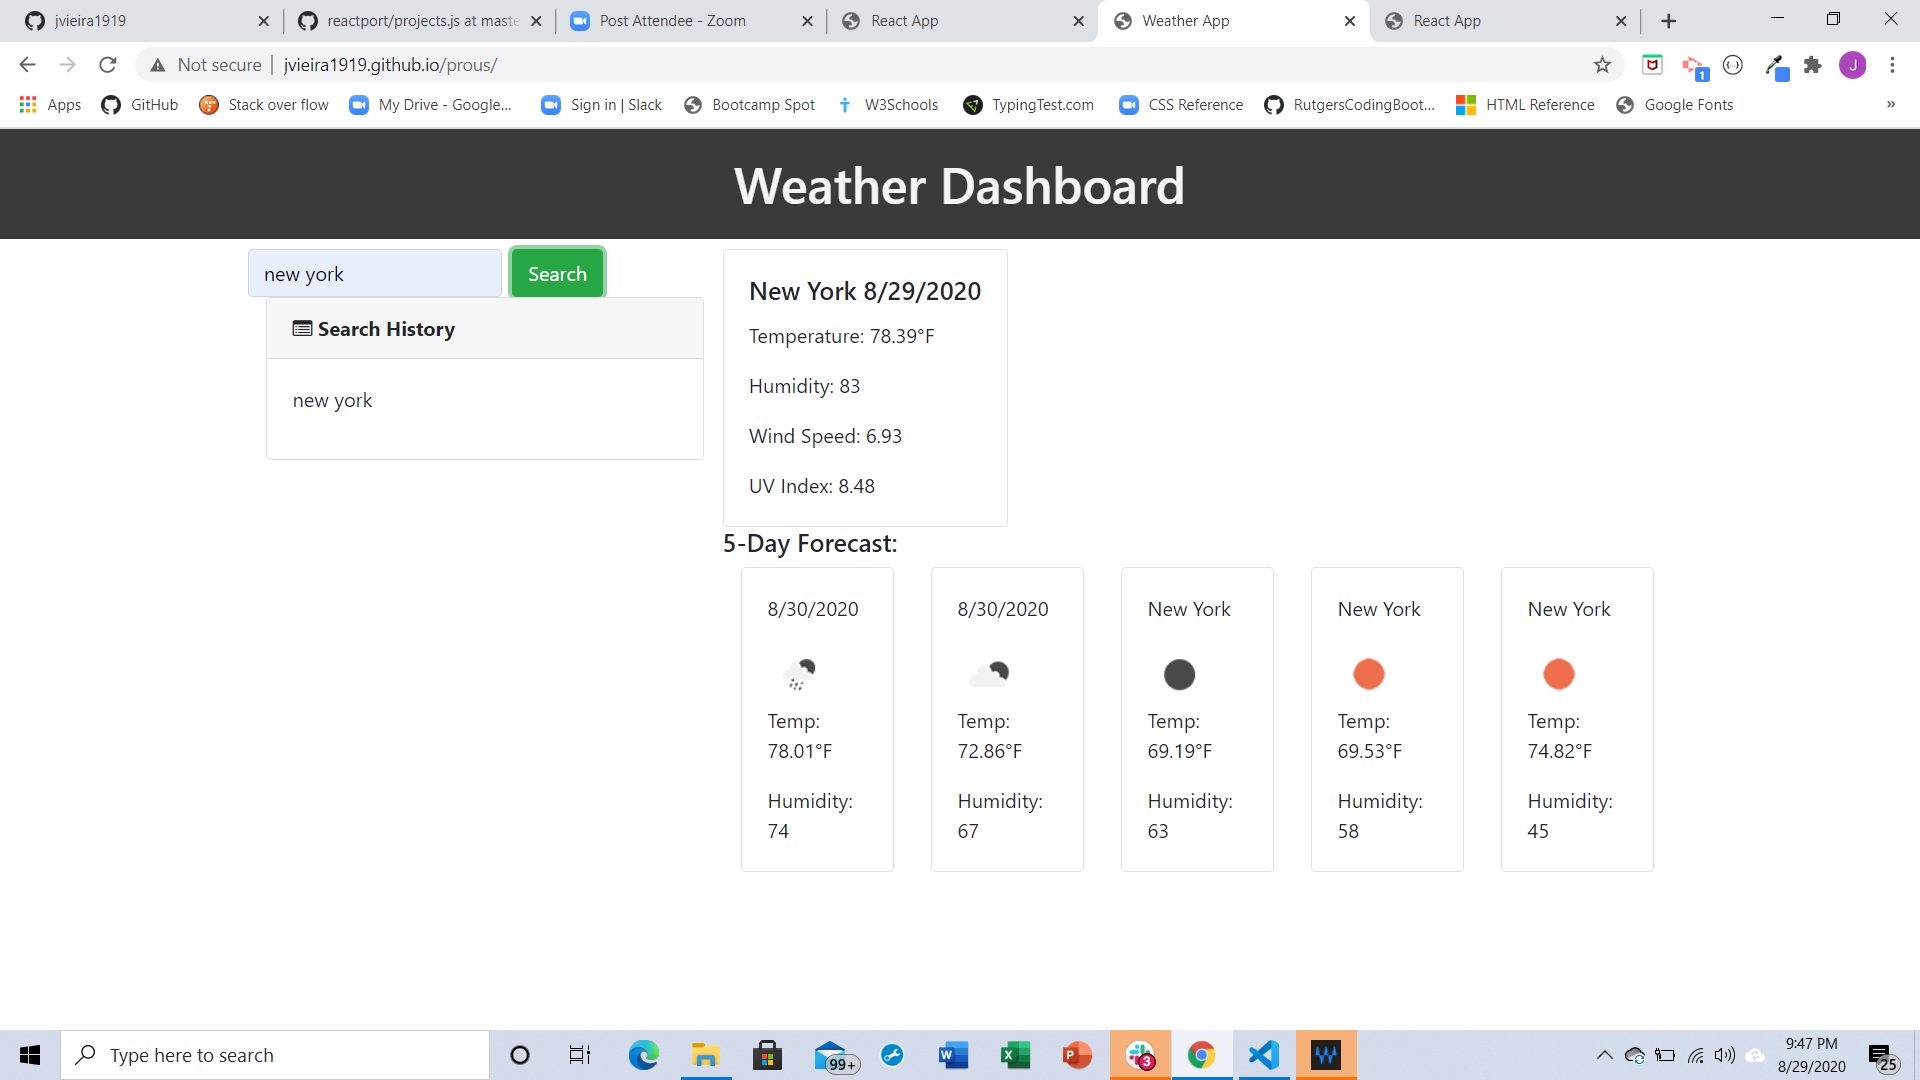 jvieira1919
reactport/projects.js at maste
Post Attendee - Zoom
React App
Weather App
React App
Not secure | jvieira1919.github.io/prous/
1
J
Apps
GitHub
Stack over flow
My Drive - Google...
Sign in | Slack
Bootcamp Spot
W3Schools
TypingTest.com
CSS Reference
RutgersCodingBoot...
HTML Reference
Google Fonts
»
Weather Dashboard
new york
Search
Search History
new york
New York 8/29/2020
Temperature: 78.39°F
Humidity: 83
Wind Speed: 6.93
UV Index: 8.48
5-Day Forecast:
8/30/2020
Temp:
78.01°F
Humidity:
74
8/30/2020
Temp:
72.86°F
Humidity:
67
New York
Temp:
69.19°F
Humidity:
63
New York
Temp:
69.53°F
Humidity:
58
New York
Temp:
74.82°F
Humidity:
45
Type here to search
99+
3
9:47 PM
8/29/2020
25